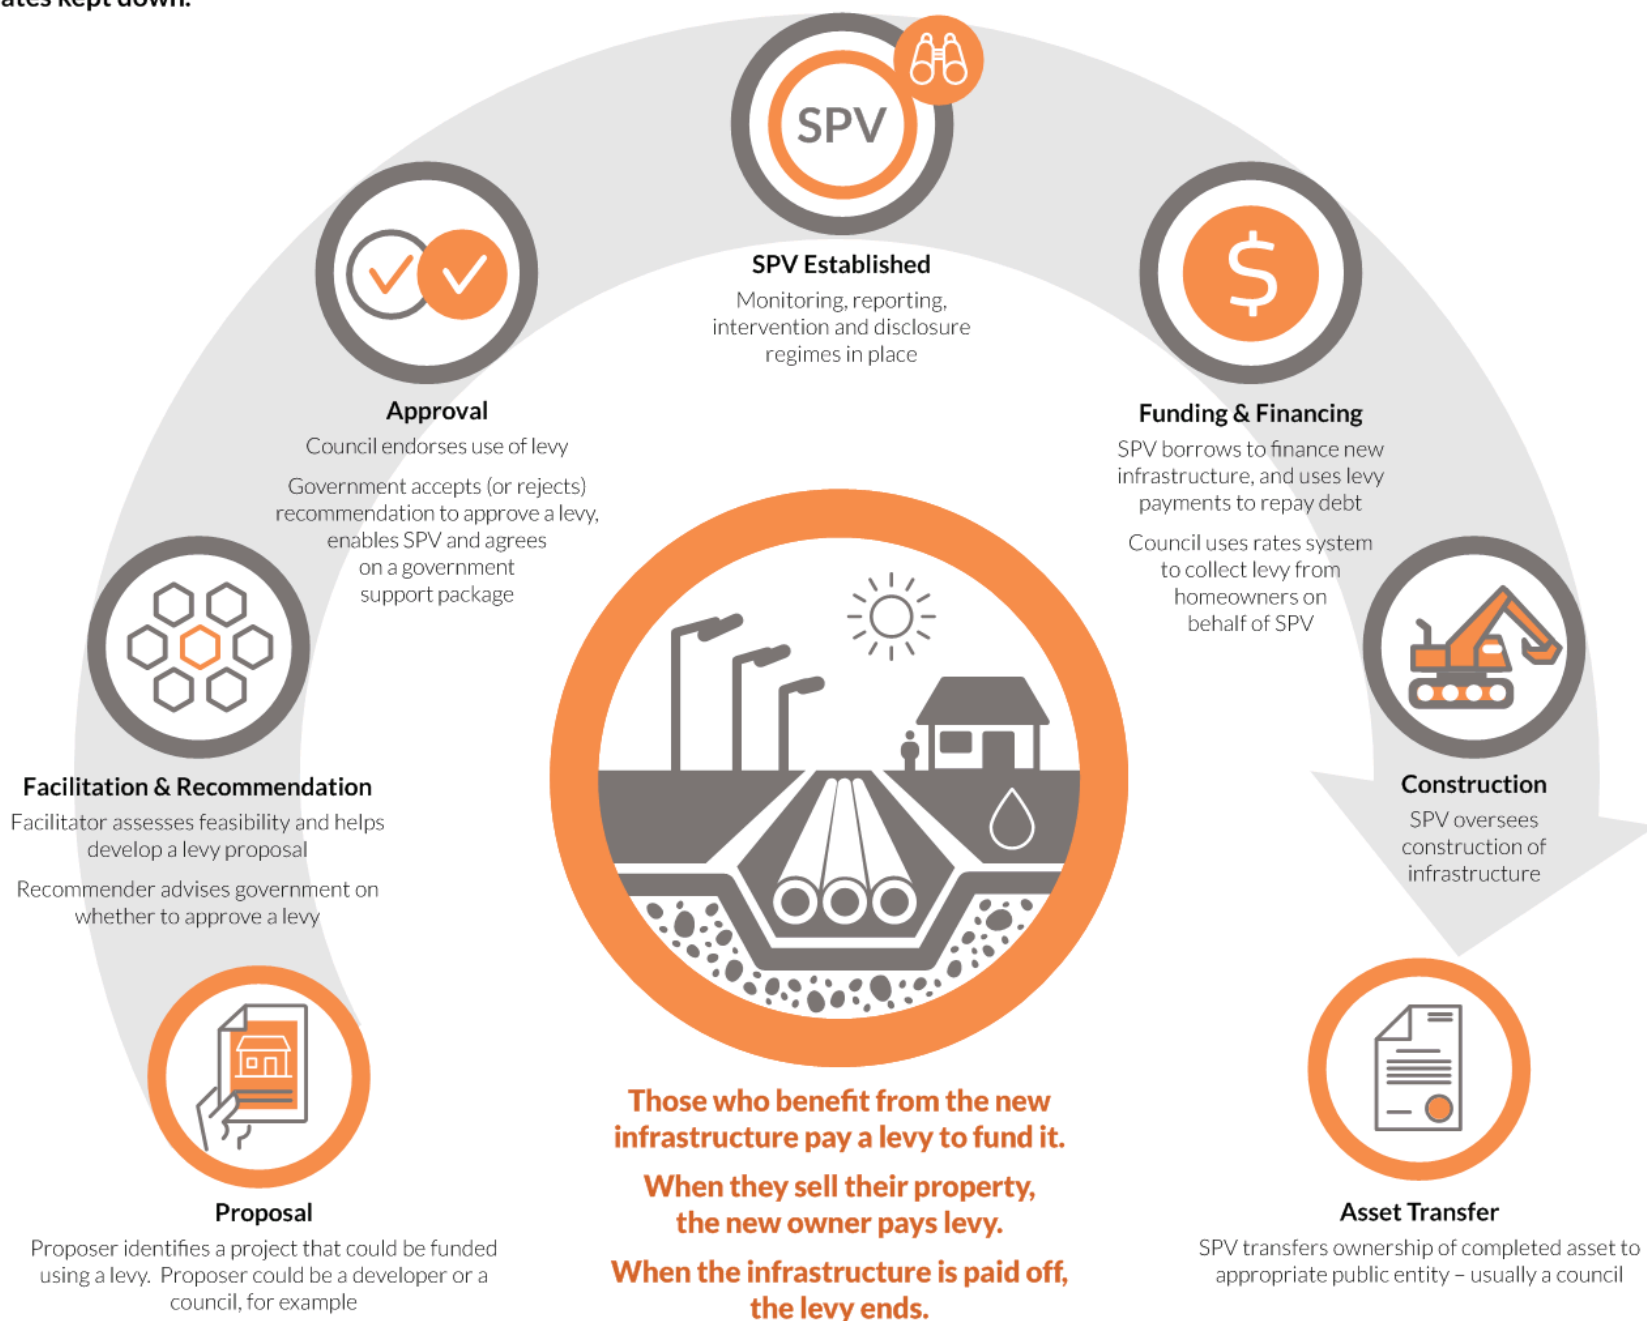 kept down.
SPV
SPV Established
Monitoring, reporting,
intervention and disclosure
regimes in place
Approval
Council endorses use of levy
Government accepts (or rejects)
recommendation to approve a levy,
enables SPV and agrees
on a government
support package
$
Funding & Financing
SPV borrows to finance new
infrastructure, and uses levy
payments to repay debt
Council uses rates system
to collect levy from
homeowners on
behalf of SPV
Facilitation & Recommendation
Facilitator assesses feasibility and helps
develop a levy proposal
Recommender advises government on
whether to approve a levy
Construction
SPV oversees
construction of
infrastructure
Proposal
Proposer identifies a project that could be funded
using a levy. Proposer could be a developer or a
council, for example
Those who benefit from the new
infrastructure pay a levy to fund it.
When they sell their property,
the new owner pays levy.
When the infrastructure is paid off,
the levy ends.
Asset Transfer
SPV transfers ownership of completed asset to
appropriate public entity – usually a council